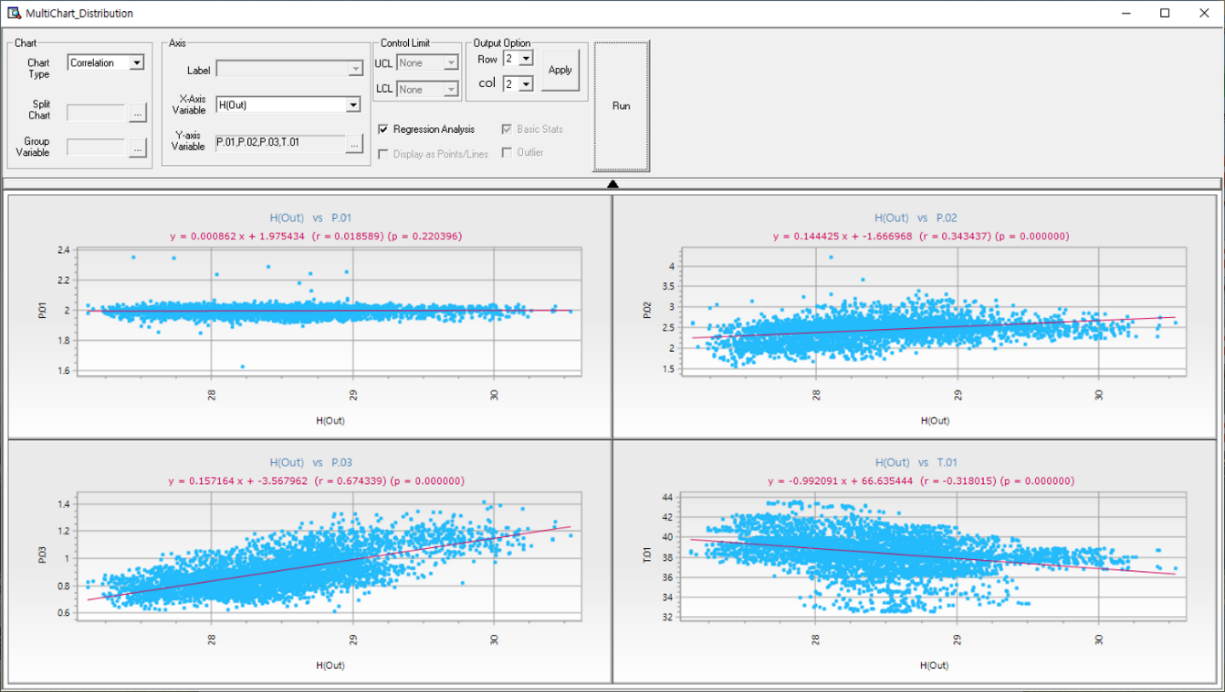 MultiChart_Distribution
Chart
Chart Type
Correlation
Split Chart
...
Group Variable
...
Axis
Label
X-Axis Variable
H(Out)
Y-axis Variable
P.01,P.02,P.03,T.01
...
Control Limit
UCL
None
LCL
None
Output Option
Row
2
col
2
Apply
Regression Analysis
Basic Stats
Display as Points/Lines
Outlier
Run
H(Out) vs P.01
y = 0.000862 x + 1.975434 (r = 0.018589) (p = 0.220396)
2.4
2.2
2
1.8
1.6
P.01
28
29
30
H(Out)
H(Out) vs P.02
y = 0.144425 x + -1.666968 (r = 0.343437) (p = 0.000000)
4
3.5
3
2.5
2
1.5
P.02
28
29
30
H(Out)
H(Out) vs P.03
y = 0.157164 x + -3.567962 (r = 0.674339) (p = 0.000000)
1.4
1.2
1
0.8
0.6
P.03
28
29
30
H(Out)
H(Out) vs T.01
y = -0.992091 x + 66.635444 (r = -0.318015) (p = 0.000000)
44
42
40
38
36
34
32
T.01
28
29
30
H(Out)